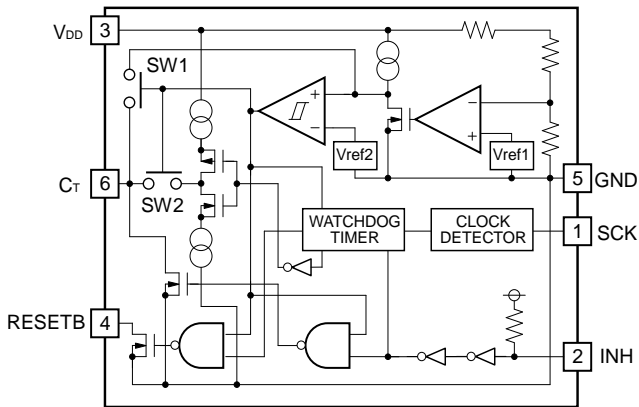 VDD 3
SW1
+
−
−
+
Vref2
Vref1
CT 6
SW2
5 GND
WATCHDOG
TIMER
CLOCK
DETECTOR
1 SCK
RESETB 4
2 INH